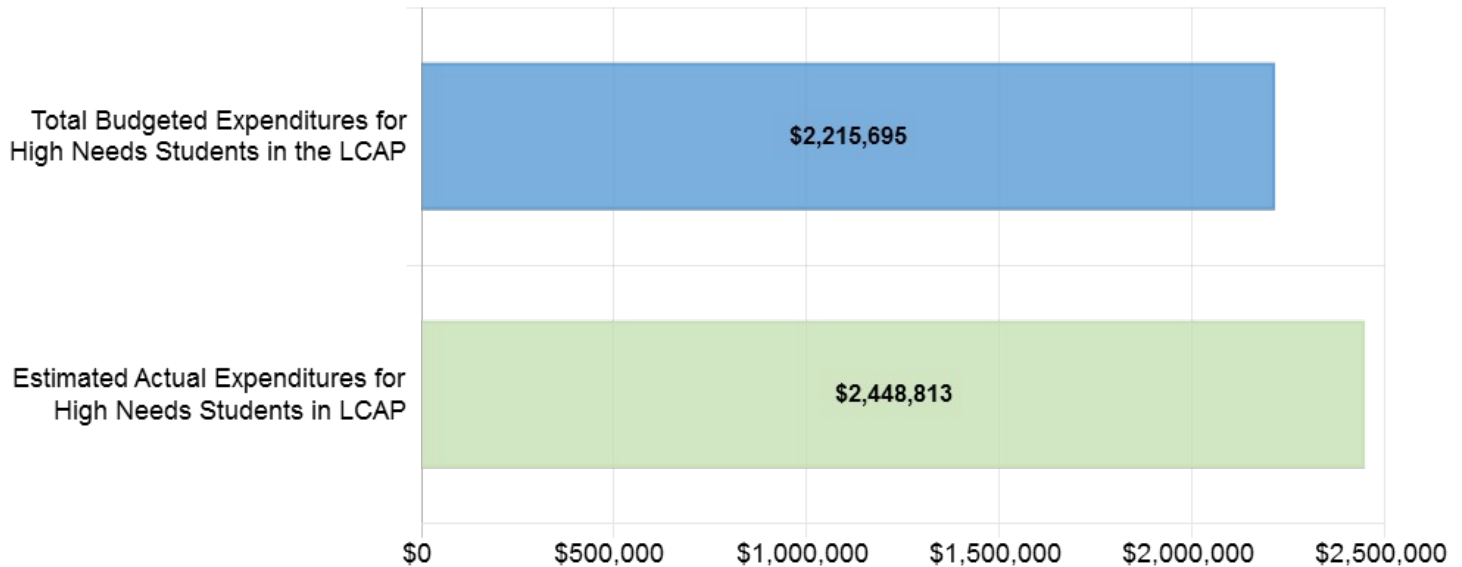 Total Budgeted Expenditures for
High Needs Students in the LCAP
$2,215,695
Estimated Actual Expenditures for
High Needs Students in LCAP
$2,448,813
$0
$500,000
$1,000,000
$1,500,000
$2,000,000
$2,500,000